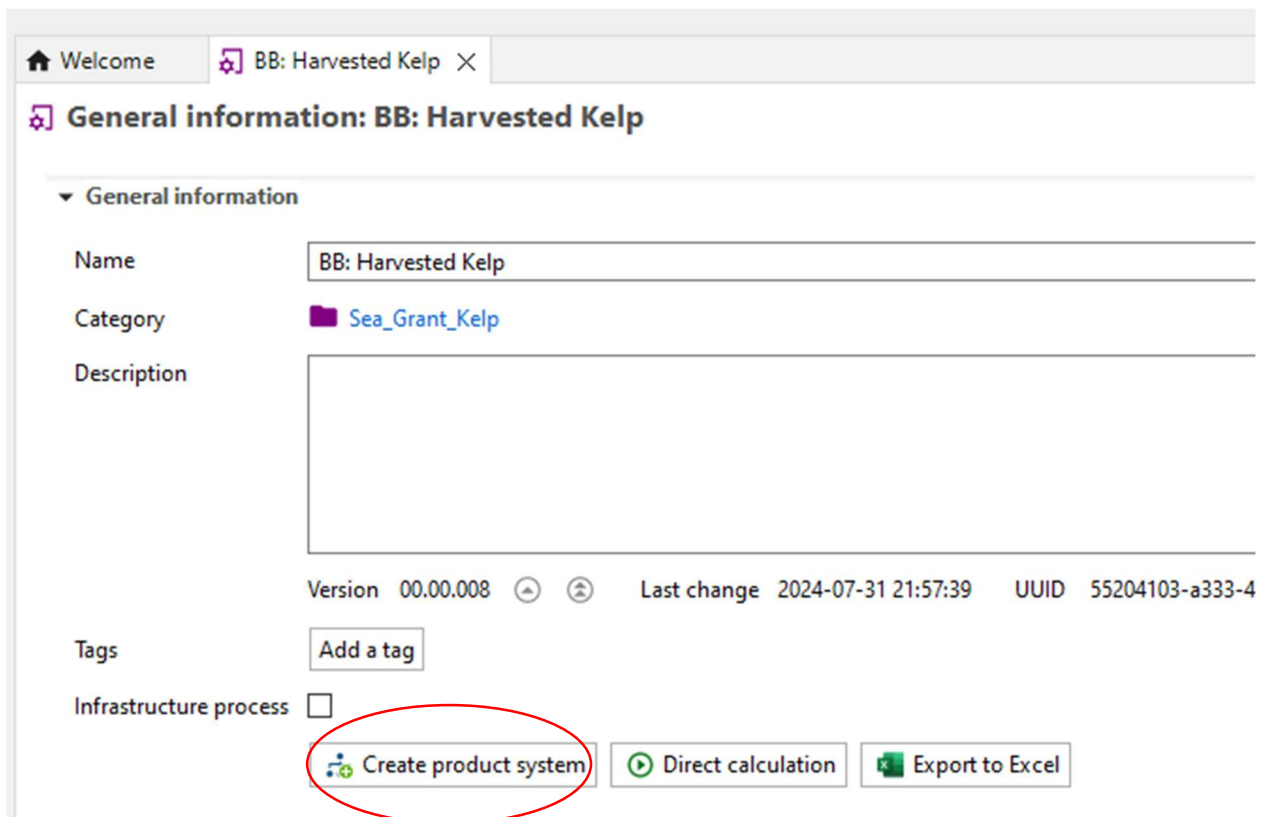 Welcome BB: Harvested Kelp
General information: BB: Harvested Kelp
General information
Name BB: Harvested Kelp
Category Sea_Grant_Kelp
Description
Version 00.00.008 Last change 2024-07-31 21:57:39 UUID 55204103-a333-4
Tags Add a tag
Infrastructure process
Create product system Direct calculation Export to Excel